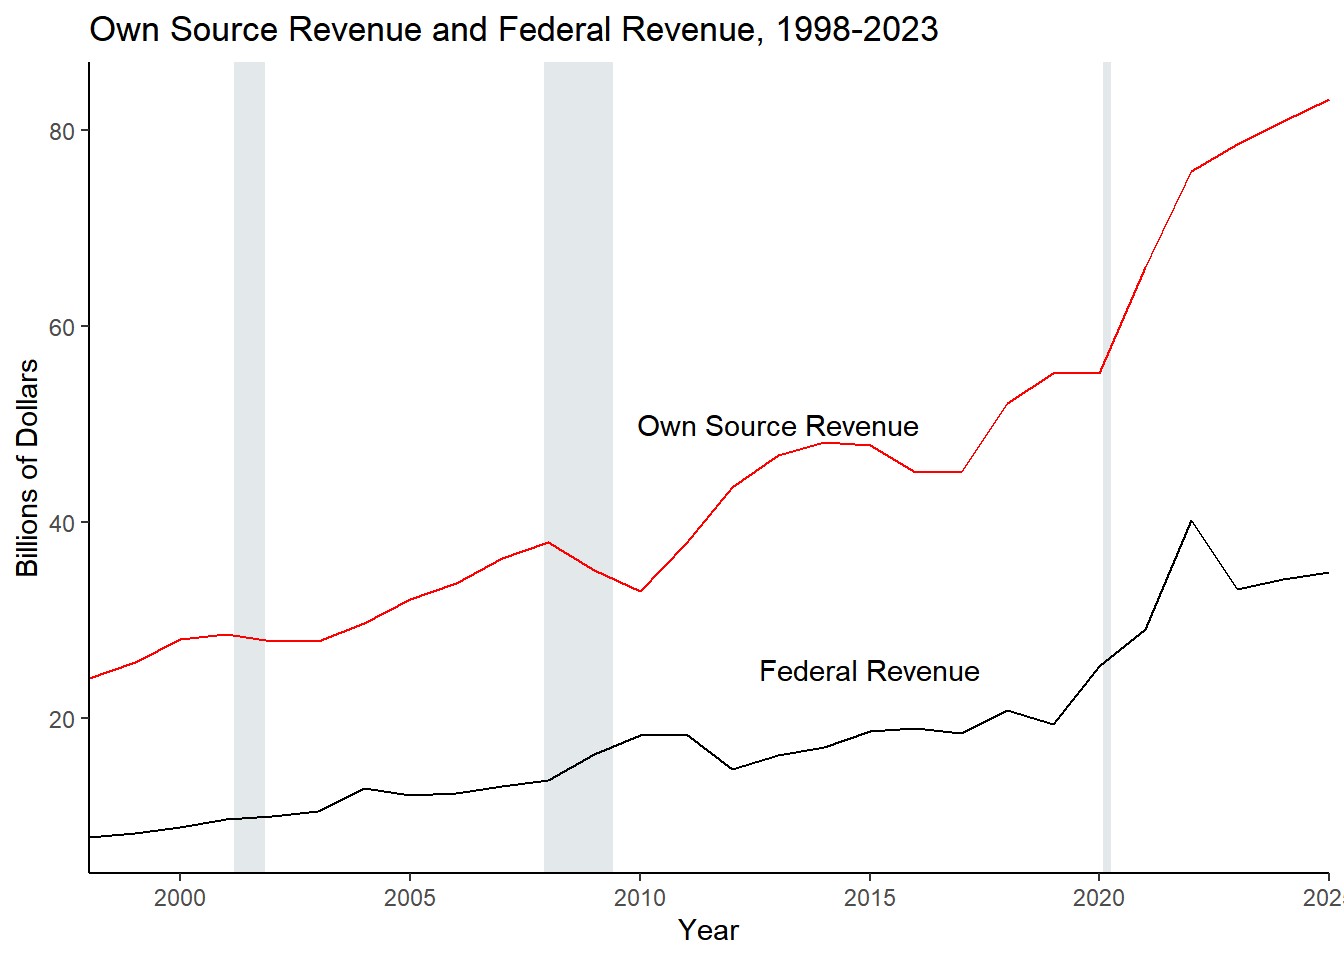 Own Source Revenue and Federal Revenue, 1998-2023
80
60
40
20
Billions of Dollars
Own Source Revenue
Federal Revenue
2000
2005
2010
2015
2020
Year